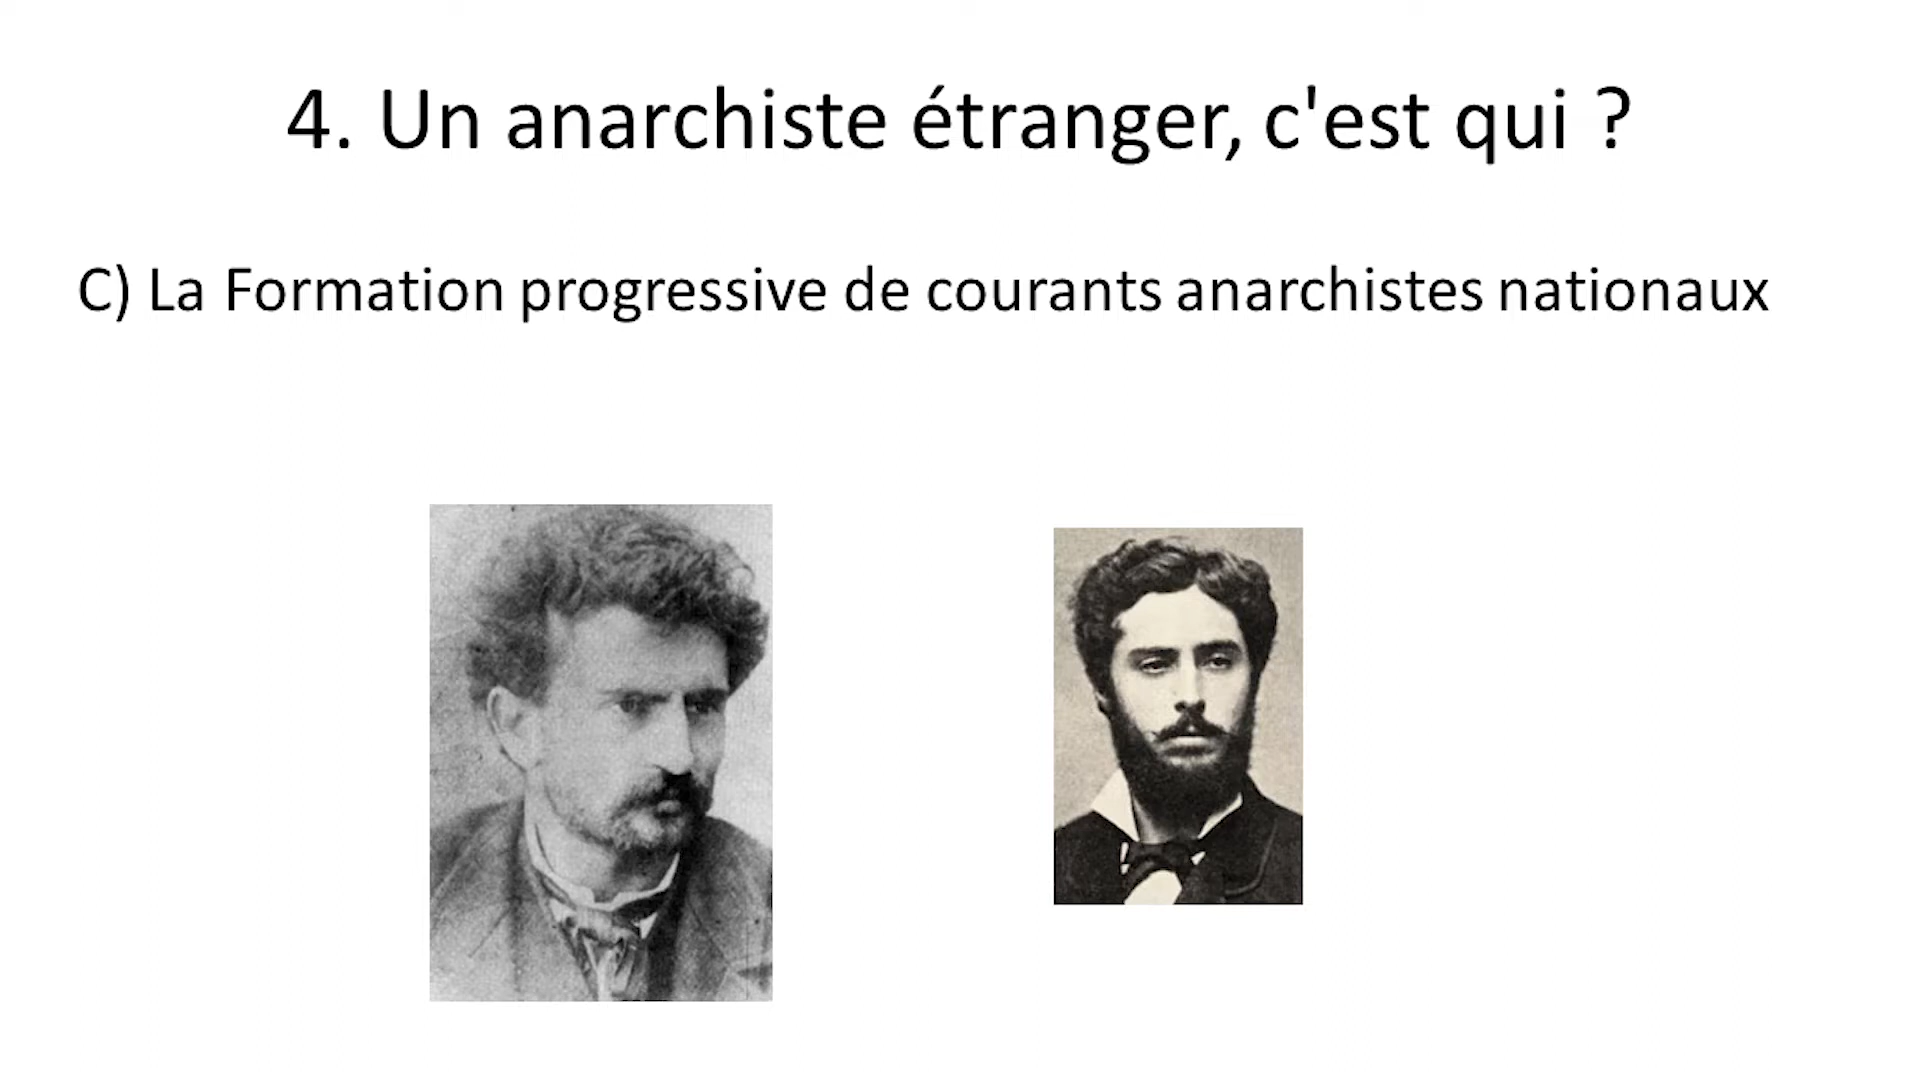 4. Un anarchiste étranger, c'est qui ?
C) La Formation progressive de courants anarchistes nationaux